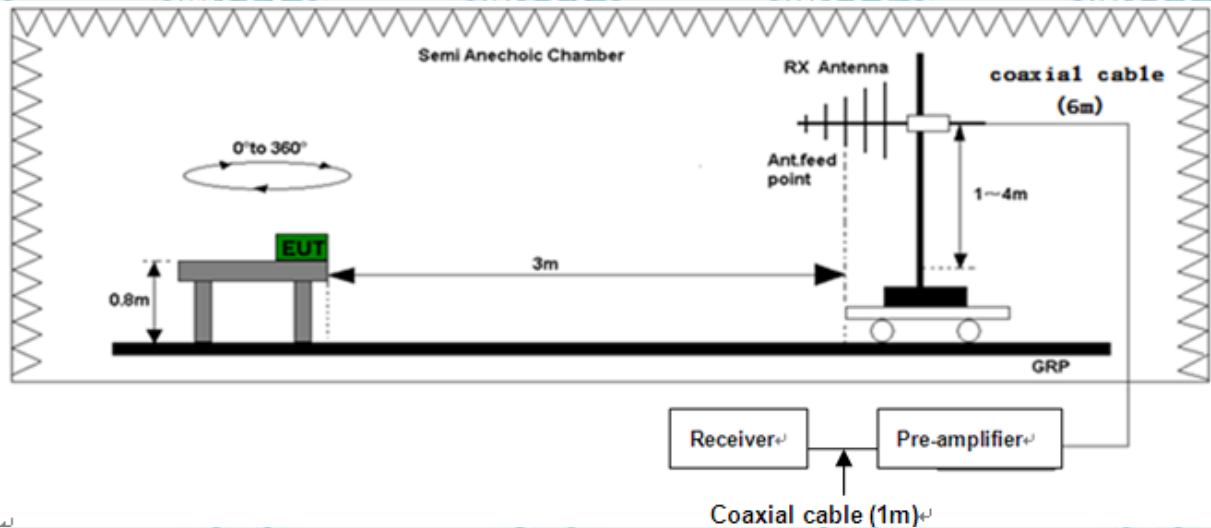 Semi Anechoic Chamber
RX Antenna
coaxial cable
(6m)
0°to 360°
Ant.feed
point
1～4m
EUT
3m
0.8m
GRP
Receiver↵
Pre-amplifier↵
Coaxial cable (1m)↵
↵